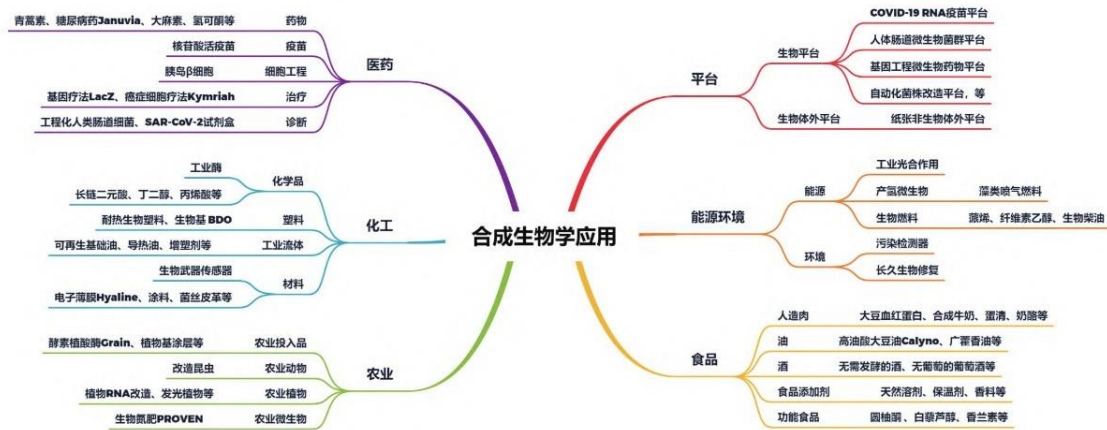 合成生物学应用
医药
青蒿素、糖尿病药Januvia、大麻素、氢可酮等 药物
核苷酸活疫苗 疫苗
胰岛β细胞 细胞工程
基因疗法LacZ、癌症细胞疗法Kymriah 治疗
工程化人类肠道细菌、SAR-CoV-2试剂盒 诊断
化工
工业酶
化学品
长链二元酸、丁二醇、丙烯酸等
耐热生物塑料、生物基 BDO 塑料
可再生基础油、导热油、增塑剂等 工业流体
生物武器传感器
材料
电子薄膜Hyaline、涂料、菌丝皮革等
农业
酵素植酸酶Grain、植物基涂层等 农业投入品
改造昆虫 农业动物
植物RNA改造、发光植物等 农业植物
生物氮肥PROVEN 农业微生物
平台
生物平台
COVID-19 RNA疫苗平台
人体肠道微生物菌群平台
基因工程微生物药物平台
自动化菌株改造平台，等
生物体外平台 纸张非生物体外平台
能源环境
能源
工业光合作用
产氢微生物 藻类喷气燃料
生物燃料 蒎烯、纤维素乙醇、生物柴油
环境
污染检测器
长久生物修复
食品
人造肉 大豆血红蛋白、合成牛奶、蛋清、奶酪等
油 高油酸大豆油Calyno、广藿香油等
酒 无需发酵的酒、无葡萄的葡萄酒等
食品添加剂 天然溶剂、保温剂、香料等
功能食品 圆柚酮、白藜芦醇、香兰素等